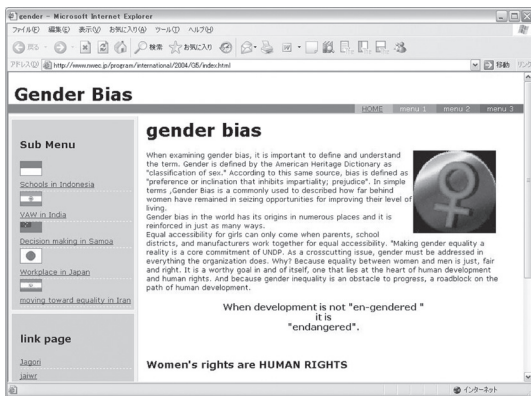 gender - Microsoft Internet Explorer
ファイル(F) 編集(E) 表示(V) お気に入り(A) ツール(T) ヘルプ(H)
戻る 検索 お気に入り
アドレス(D) http://www.nwec.jp/program/international/2004/G5/index.html 移動 リンク
Gender Bias
HOME menu 1 menu 2 menu 3
Sub Menu
Schools in Indonesia
VAW in India
Decision making in Samoa
Workplace in Japan
moving toward equality in Iran
link page
Jagori
jaiwr
gender bias
When examining gender bias, it is important to define and understand
the term. Gender is defined by the American Heritage Dictionary as
"classification of sex." According to this same source, bias is defined as
"preference or inclination that inhibits impartiality; prejudice". In simple
terms ,Gender Bias is a commonly used to described how far behind
women have remained in seizing opportunities for improving their level of
living.
Gender bias in the world has its origins in numerous places and it is
reinforced in just as many ways.
Equal accessibility for girls can only come when parents, school
districts, and manufacturers work together for equal accessibility. "Making gender equality a
reality is a core commitment of UNDP. As a crosscutting issue, gender must be addressed in
everything the organization does. Why? Because equality between women and men is just, fair
and right. It is a worthy goal in and of itself, one that lies at the heart of human development
and human rights. And because gender inequality is an obstacle to progress, a roadblock on the
path of human development.
When development is not "en-gendered "
it is
"endangered".
Women's rights are HUMAN RIGHTS
インターネット